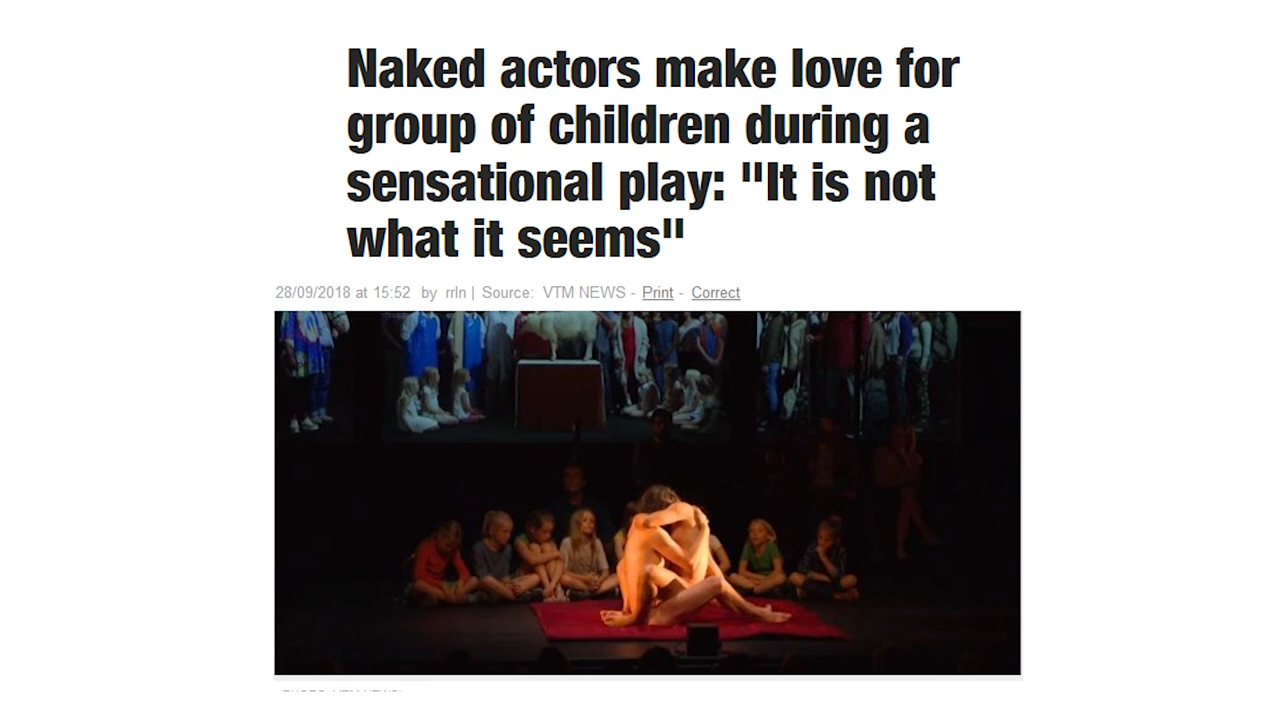 Naked actors make love for
group of children during a
sensational play: "It is not
what it seems"
28/09/2018 at 15:52 by rrln | Source: VTM NEWS - Print - Correct